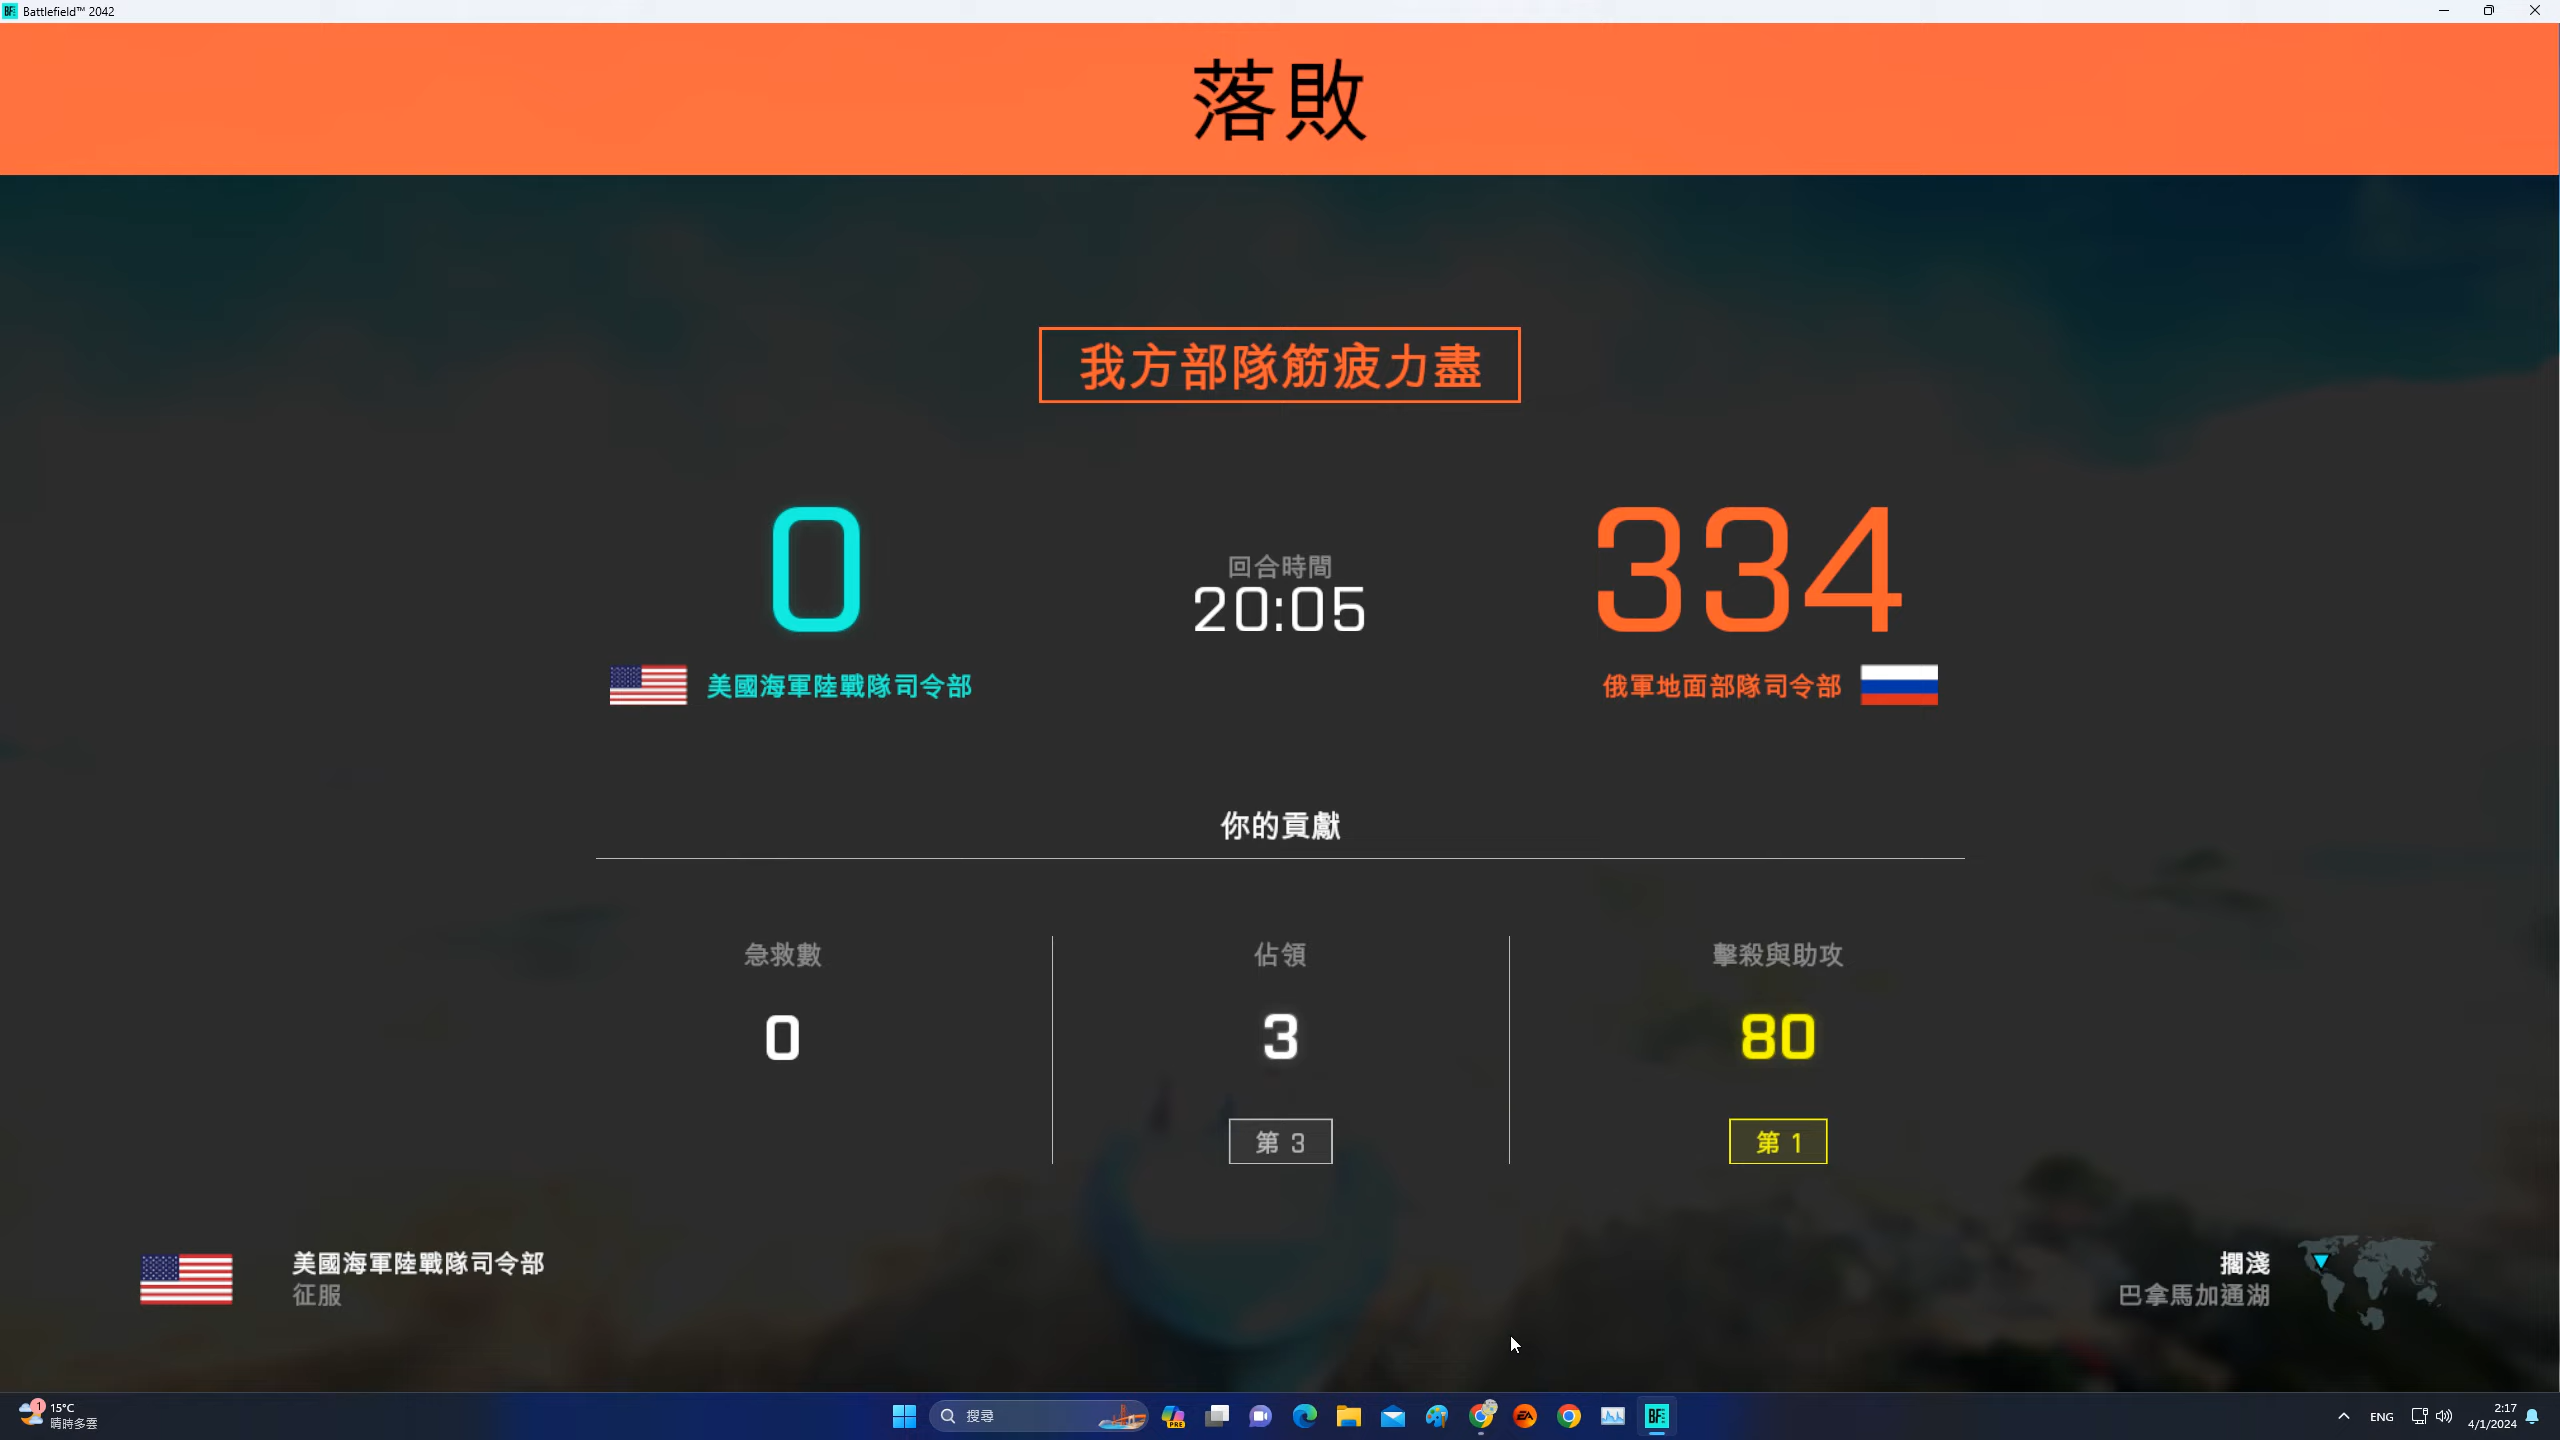 Battlefield™ 2042
落敗
我方部隊筋疲力盡
0
回合時間
20:05
334
美國海軍陸戰隊司令部
俄軍地面部隊司令部
你的貢獻
急救數
佔領
擊殺與助攻
0
3
80
第 3
第 1
美國海軍陸戰隊司令部
征服
擱淺
巴拿馬加通湖
1
15°C
晴時多雲
搜尋
PRE
EA
BF
ENG
2:17
4/1/2024